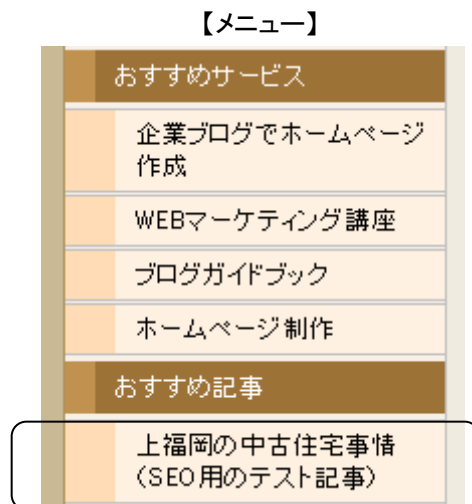 【メニュー】
おすすめサービス
企業ブログでホームページ
作成
WEBマーケティング講座
ブログガイドブック
ホームページ制作
おすすめ記事
上福岡の中古住宅事情
(SEO用のテスト記事)